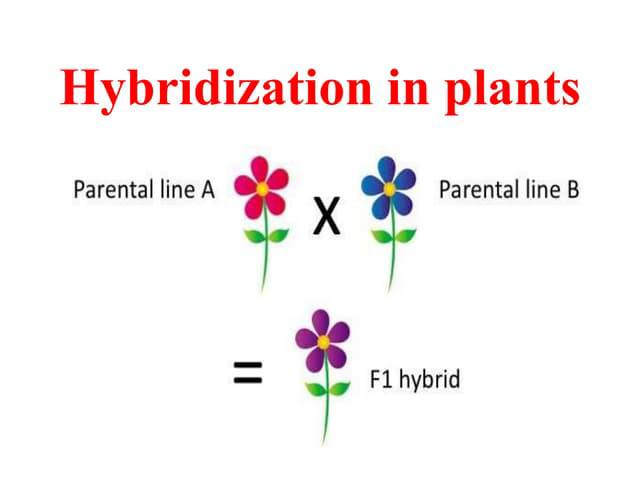 Hybridization in plants
Parental line A
X
Parental line B
=
F1 hybrid